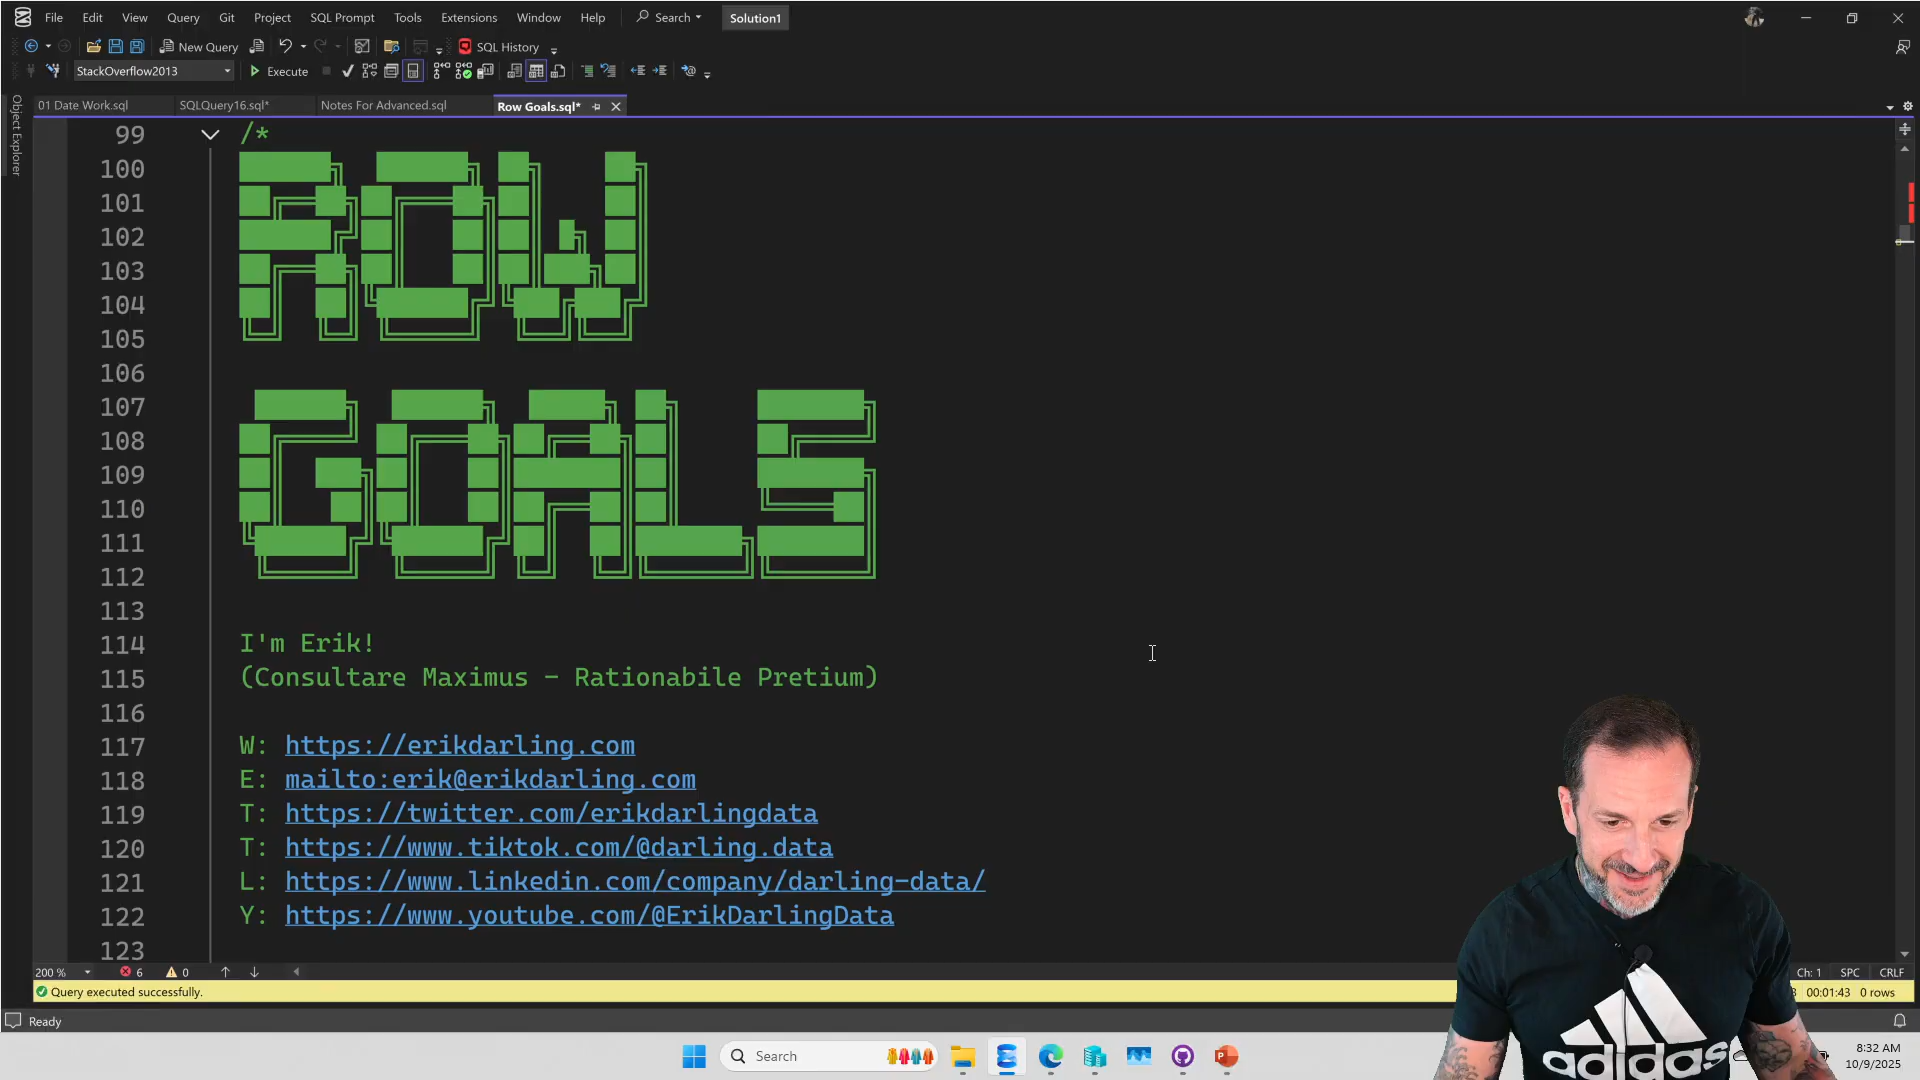 File Edit View Query Git Project SQL Prompt Tools Extensions Window Help Search Solution1
New Query SQL History
StackOverflow2013 Execute
Object Explorer
01 Date Work.sql SQLQuery16.sql* Notes For Advanced.sql Row Goals.sql*
99 /*
100
101
102
103
104
105
ROW
106
107
108
109
110
111
112
GOALS
113
114 I'm Erik!
115 (Consultare Maximus - Rationabile Pretium)
116
117 W: https://erikdarling.com
118 E: mailto:erik@erikdarling.com
119 T: https://twitter.com/erikdarlingdata
120 T: https://www.tiktok.com/@darling.data
121 L: https://www.linkedin.com/company/darling-data/
122 Y: https://www.youtube.com/@ErikDarlingData
123
200 % 6 0 Ch: 1 SPC CRLF
Query executed successfully. 00:01:43 0 rows
Ready
Search
adidas
8:32 AM
10/9/2025